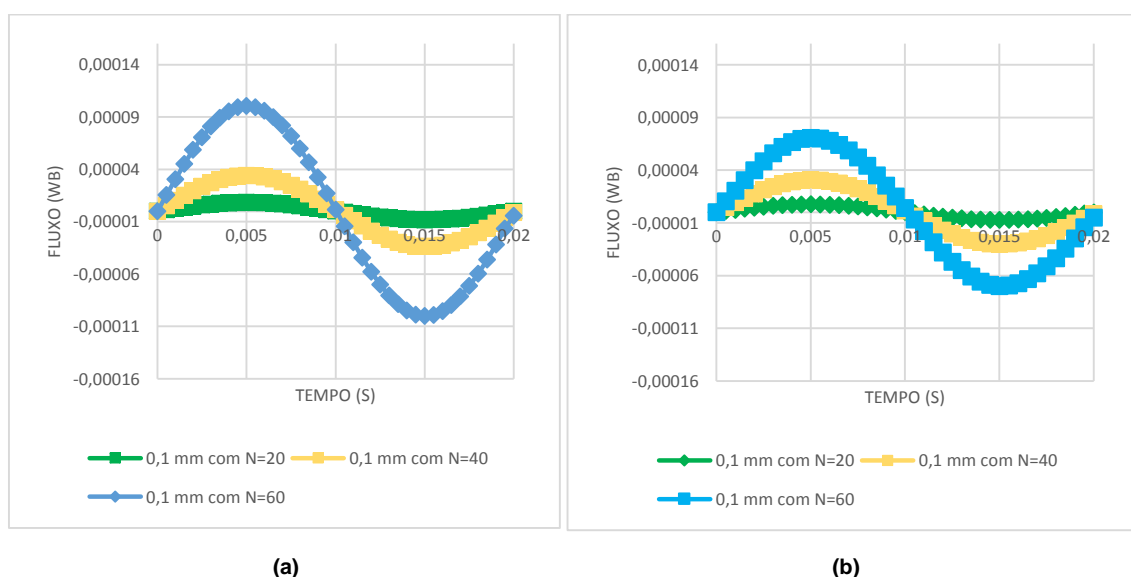 0,00014
0,00009
0,00004
-0,00001
-0,00006
-0,00011
-0,00016
FLUXO (WB)
0 0,005 0,01 0,015 0,02
TEMPO (S)
0,1 mm com N=20 0,1 mm com N=40
0,1 mm com N=60
(a)
0,00014
0,00009
0,00004
-0,00001
-0,00006
-0,00011
-0,00016
FLUXO (WB)
0 0,005 0,01 0,015 0,02
TEMPO (S)
0,1 mm com N=20 0,1 mm com N=40
0,1 mm com N=60
(b)